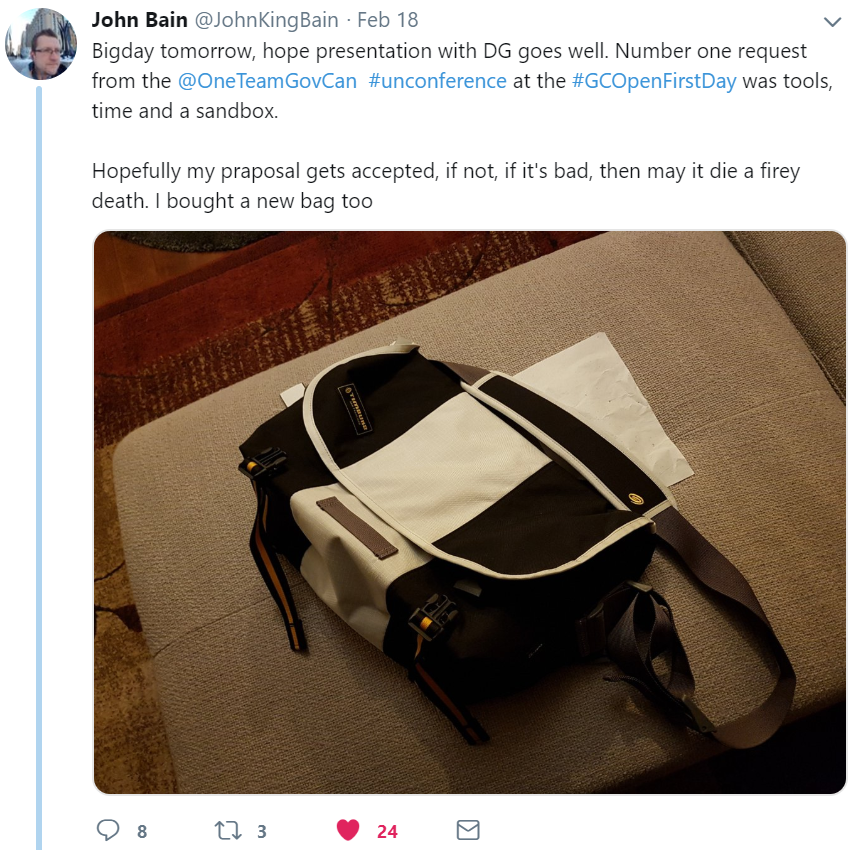 John Bain @JohnKingBain · Feb 18
Bigday tomorrow, hope presentation with DG goes well. Number one request
from the @OneTeamGovCan #unconference at the #GCOpenFirstDay was tools,
time and a sandbox.
Hopefully my praposal gets accepted, if not, if it's bad, then may it die a firey
death. I bought a new bag too
TIMBUK2
8 3 24